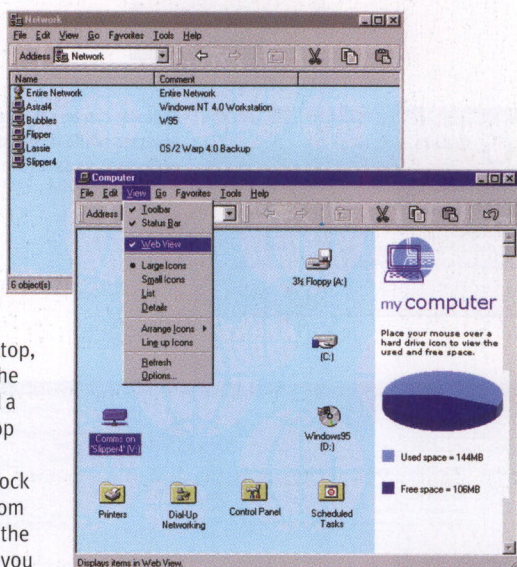 Network
File Edit View Go Favorites Tools Help
Address Network
Name Comment
Entire Network Entire Network
Astral4 Windows NT 4.0 Workstation
Bubbles W95
Flipper
Lassie OS/2 Warp 4.0 Backup
Slipper4
6 object(s)
Computer
File Edit View Go Favorites Tools Help
Address
Toolbar
Status Bar
Web View
Large Icons
Small Icons
List
Details
Arrange Icons
Line up Icons
Refresh
Options...
3½ Floppy (A:)
(C:)
Comms on
'Slipper4' (V:)
Windows95
(D:)
Printers
Dial-Up
Networking
Control Panel
Scheduled
Tasks
my computer
Place your mouse over a
hard drive icon to view the
used and free space.
Used space = 144MB
Free space = 106MB
Displays items in Web View.
top,
he
a
op
ock
om
the
you